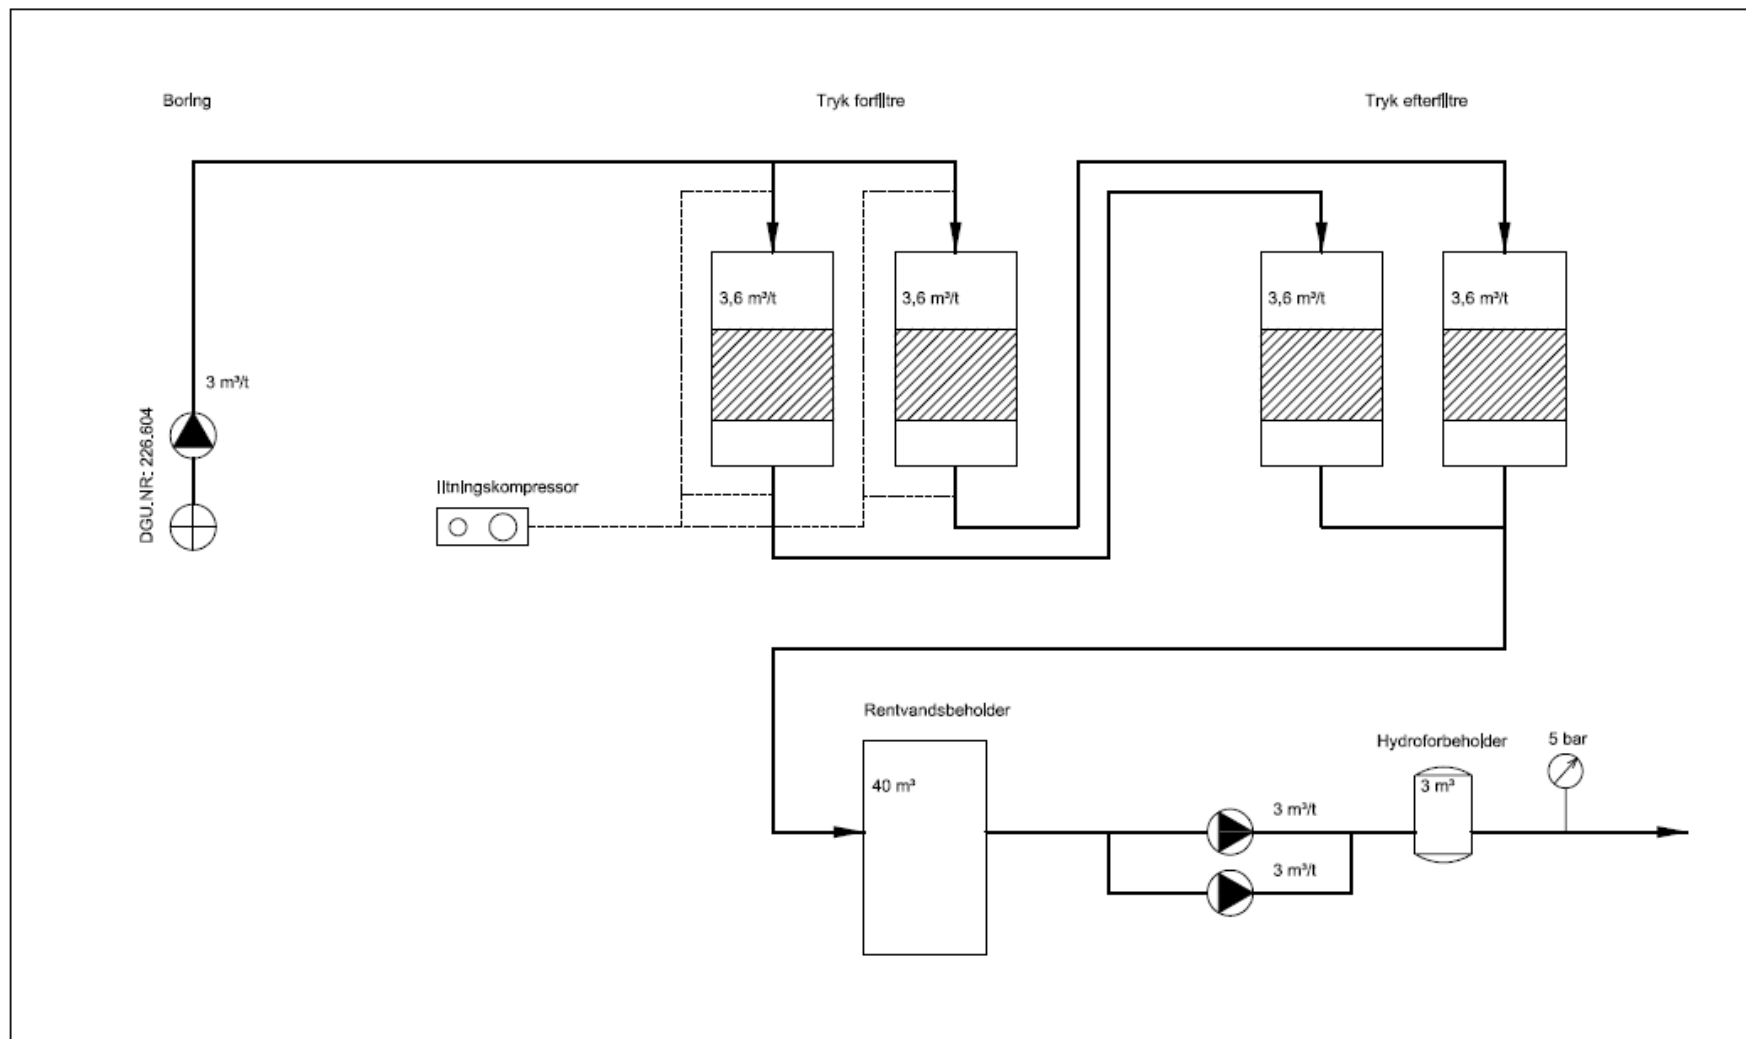 Boring
Tryk forfiltre
Tryk efterfiltre
3,6 m³/t
3,6 m³/t
3,6 m³/t
3,6 m³/t
3 m³/t
DGU.NR: 226.604
Iltningskompressor
Rentvandsbeholder
40 m³
Hydroforbeholder
5 bar
3 m³
3 m³/t
3 m³/t